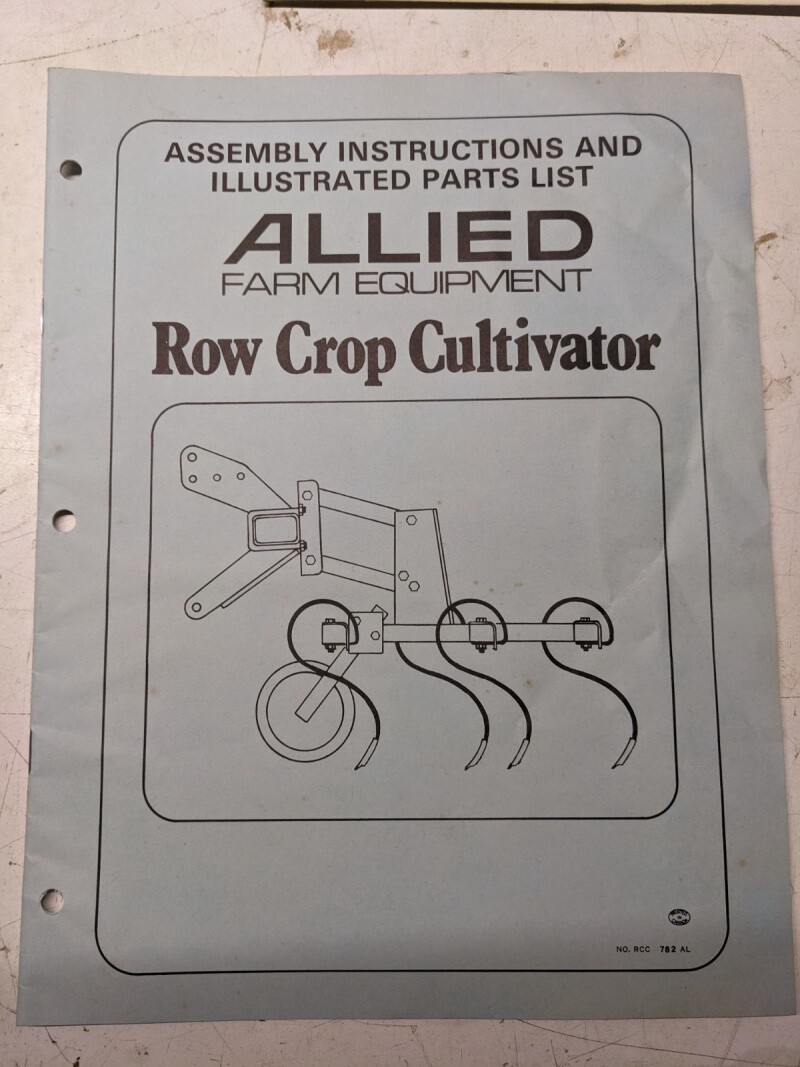 ASSEMBLY INSTRUCTIONS AND
ILLUSTRATED PARTS LIST
ALLIED
FARM EQUIPMENT
Row Crop Cultivator
NO. RCC 782 AL